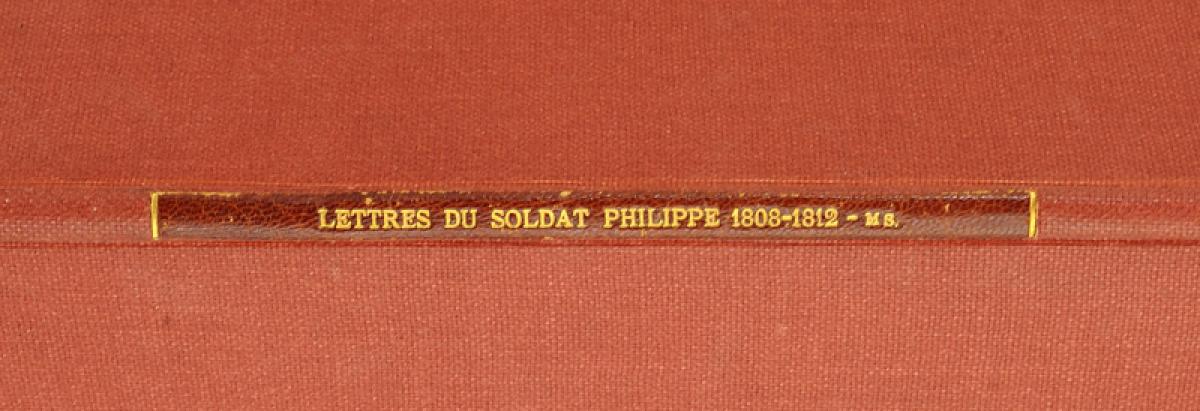 LETTRES DU SOLDAT PHILIPPE 1808-1812 - MS.